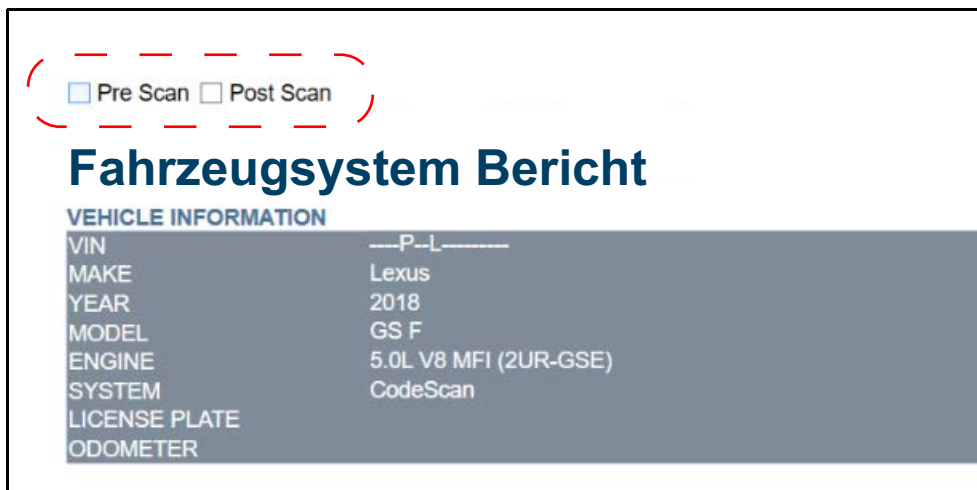 Pre Scan Post Scan
Fahrzeugsystem Bericht
VEHICLE INFORMATION
VIN ----P--L---------
MAKE Lexus
YEAR 2018
MODEL GS F
ENGINE 5.0L V8 MFI (2UR-GSE)
SYSTEM CodeScan
LICENSE PLATE
ODOMETER